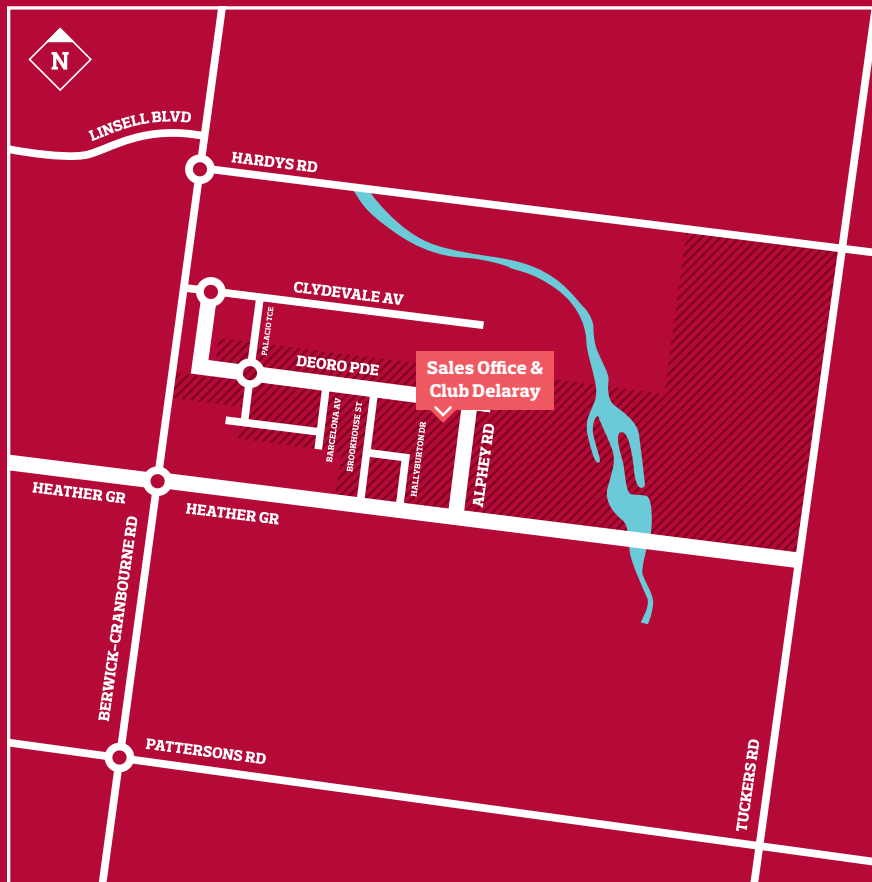 N
LINSELL BLVD
HARDYS RD
CLYDEVALE AV
PALACIO TCE
DEORO PDE
Sales Office &
Club Delaray
BARCELONA AV
BROOKHOUSE ST
HALLYBURTON DR
ALPHEY RD
HEATHER GR
HEATHER GR
BERWICK–CRANBOURNE RD
PATTERSONS RD
TUCKERS RD